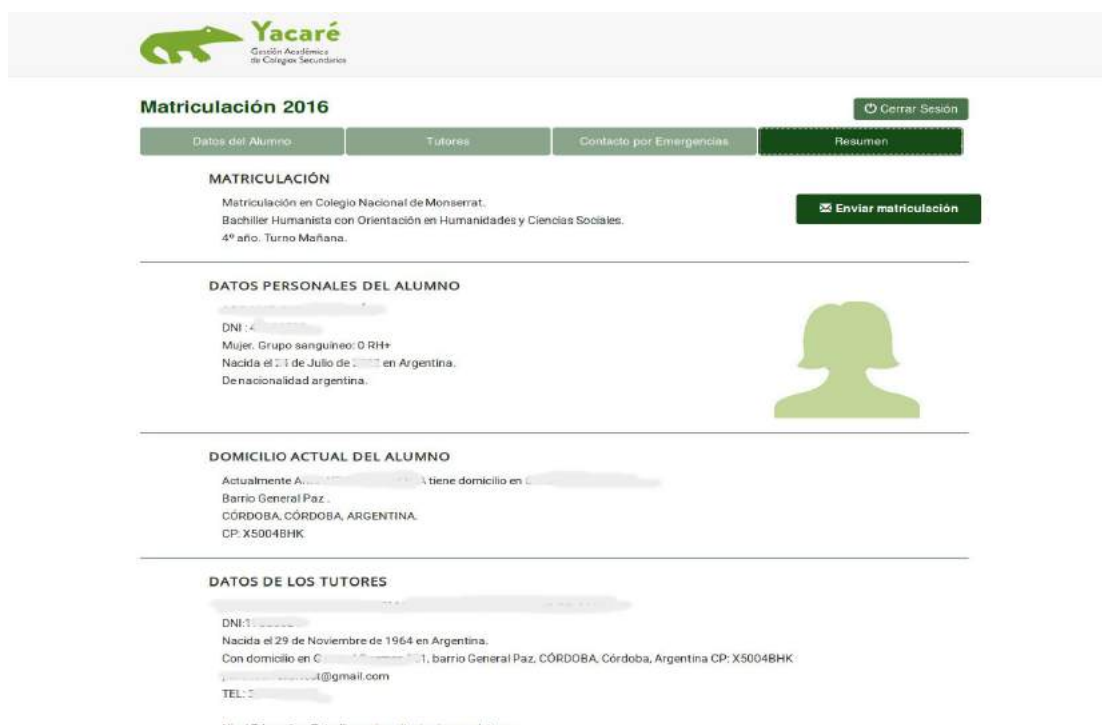 Yacaré
Gestión Académica
de Colegios Secundarios
Matriculación 2016
Cerrar Sesión
Datos del Alumno
Tutores
Contacto por Emergencias
Resumen
MATRICULACIÓN
Matriculación en Colegio Nacional de Monserrat.
Enviar matriculación
Bachiller Humanista con Orientación en Humanidades y Ciencias Sociales.
4º año. Turno Mañana.
DATOS PERSONALES DEL ALUMNO
DNI : 4
Mujer. Grupo sanguineo: 0 RH+
Nacida el de Julio de en Argentina.
De nacionalidad argentina.
DOMICILIO ACTUAL DEL ALUMNO
Actualmente tiene domicilio en
Barrio General Paz .
CÓRDOBA, CÓRDOBA, ARGENTINA.
CP: X5004BHK
DATOS DE LOS TUTORES
DNI:1
Nacida el 29 de Noviembre de 1964 en Argentina.
Con domicilio en barrio General Paz, CÓRDOBA, Córdoba, Argentina CP: X5004BHK
@gmail.com
TEL: